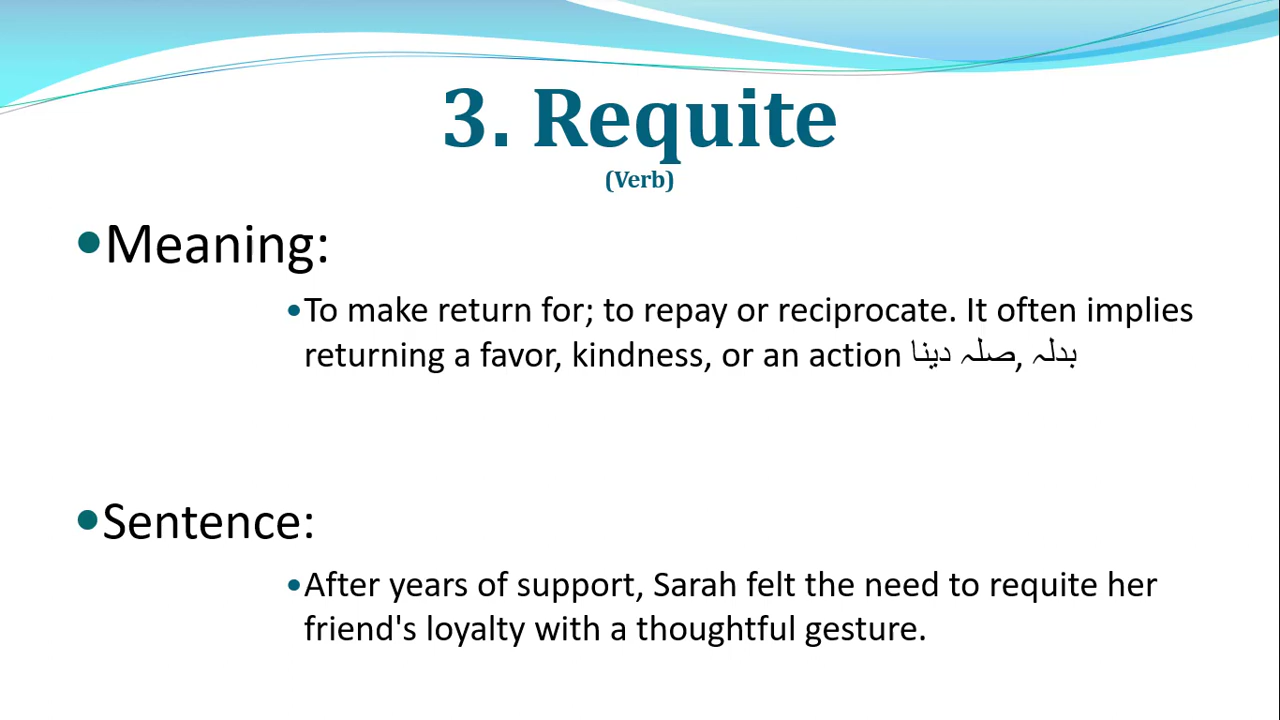 3. Requite
(Verb)
•Meaning:
•To make return for; to repay or reciprocate. It often implies
returning a favor, kindness, or an action صلہ دینا, بدلہ
•Sentence:
•After years of support, Sarah felt the need to requite her
friend's loyalty with a thoughtful gesture.